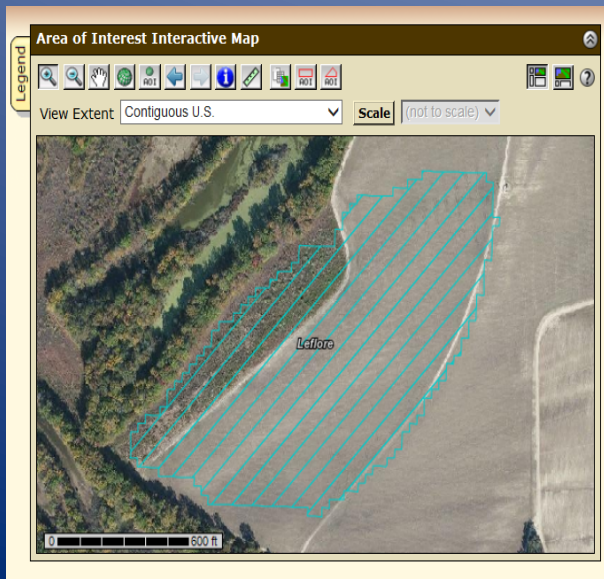 Legend
Area of Interest Interactive Map
AOI
AOI
AOI
View Extent Contiguous U.S. Scale (not to scale)
Leflore
0 600 ft